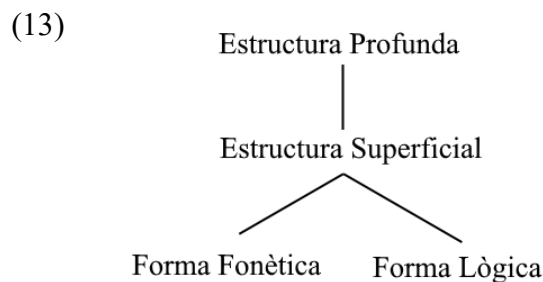 (13)
Estructura Profunda
Estructura Superficial
Forma Fonètica Forma Lògica